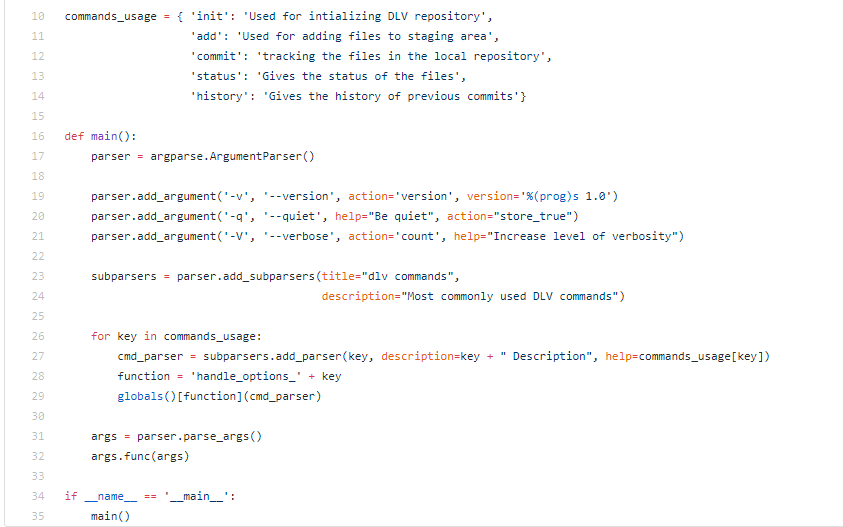 10 commands_usage = { 'init': 'Used for intializing DLV repository',
11 'add': 'Used for adding files to staging area',
12 'commit': 'tracking the files in the local repository',
13 'status': 'Gives the status of the files',
14 'history': 'Gives the history of previous commits'}
15
16 def main():
17 parser = argparse.ArgumentParser()
18
19 parser.add_argument('-v', '--version', action='version', version='%(prog)s 1.0')
20 parser.add_argument('-q', '--quiet', help="Be quiet", action="store_true")
21 parser.add_argument('-V', '--verbose', action='count', help="Increase level of verbosity")
22
23 subparsers = parser.add_subparsers(title="dlv commands",
24 description="Most commonly used DLV commands")
25
26 for key in commands_usage:
27 cmd_parser = subparsers.add_parser(key, description=key + " Description", help=commands_usage[key])
28 function = 'handle_options_' + key
29 globals()[function](cmd_parser)
30
31 args = parser.parse_args()
32 args.func(args)
33
34 if __name__ == '__main__':
35 main()